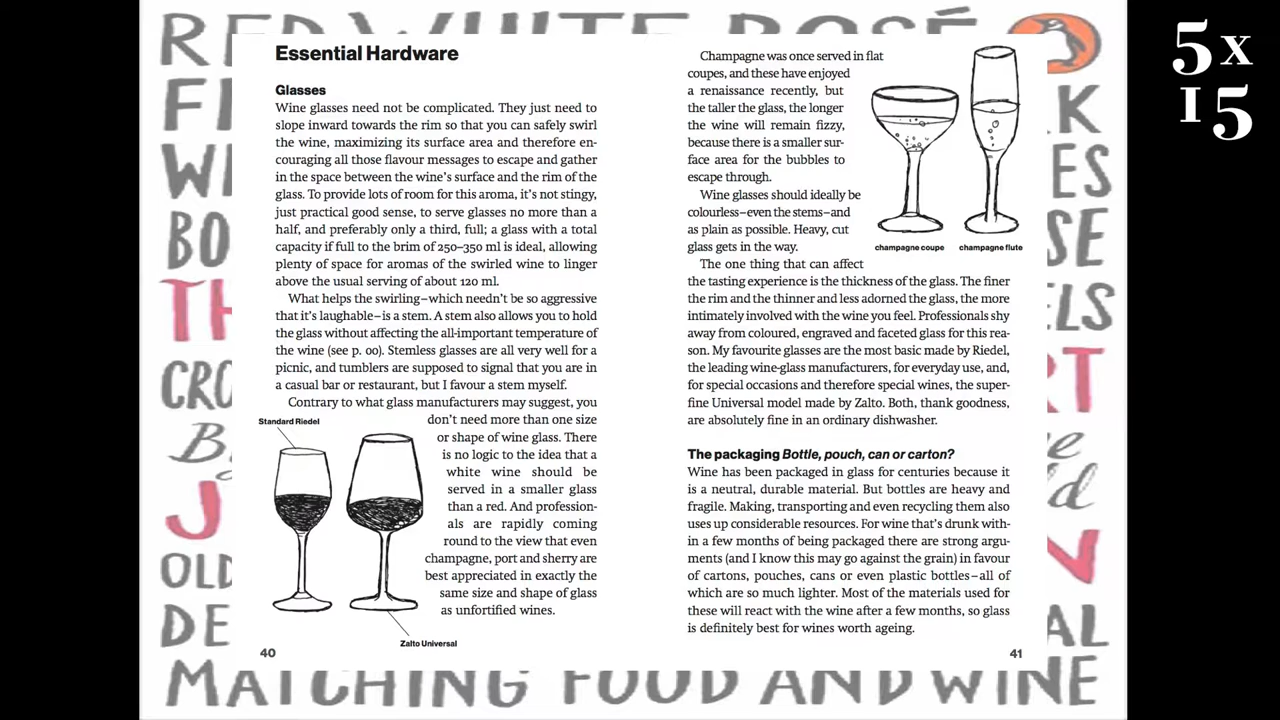 RED WHITE ROSÉ
5 x
15
Essential Hardware
Glasses
Wine glasses need not be complicated. They just need to
slope inward towards the rim so that you can safely swirl
the wine, maximizing its surface area and therefore en-
couraging all those flavour messages to escape and gather
in the space between the wine's surface and the rim of the
glass. To provide lots of room for this aroma, it's not stingy,
just practical good sense, to serve glasses no more than a
half, and preferably only a third, full; a glass with a total
capacity if full to the brim of 250–350 ml is ideal, allowing
plenty of space for aromas of the swirled wine to linger
above the usual serving of about 120 ml.
What helps the swirling – which needn't be so aggressive
that it's laughable – is a stem. A stem also allows you to hold
the glass without affecting the all-important temperature of
the wine (see p. 00). Stemless glasses are all very well for a
picnic, and tumblers are supposed to signal that you are in
a casual bar or restaurant, but I favour a stem myself.
Contrary to what glass manufacturers may suggest, you
don't need more than one size
or shape of wine glass. There
is no logic to the idea that a
white wine should be
served in a smaller glass
than a red. And profession-
als are rapidly coming
round to the view that even
champagne, port and sherry are
best appreciated in exactly the
same size and shape of glass
as unfortified wines.
Standard Riedel
Zalto Universal
40
Champagne was once served in flat
coupes, and these have enjoyed
a renaissance recently, but
the taller the glass, the longer
the wine will remain fizzy,
because there is a smaller sur-
face area for the bubbles to
escape through.
Wine glasses should ideally be
colourless – even the stems – and
as plain as possible. Heavy, cut
glass gets in the way.
champagne coupe
champagne flute
The one thing that can affect
the tasting experience is the thickness of the glass. The finer
the rim and the thinner and less adorned the glass, the more
intimately involved with the wine you feel. Professionals shy
away from coloured, engraved and faceted glass for this rea-
son. My favourite glasses are the most basic made by Riedel,
the leading wine-glass manufacturers, for everyday use, and,
for special occasions and therefore special wines, the super-
fine Universal model made by Zalto. Both, thank goodness,
are absolutely fine in an ordinary dishwasher.
The packaging Bottle, pouch, can or carton?
Wine has been packaged in glass for centuries because it
is a neutral, durable material. But bottles are heavy and
fragile. Making, transporting and even recycling them also
uses up considerable resources. For wine that's drunk with-
in a few months of being packaged there are strong argu-
ments (and I know this may go against the grain) in favour
of cartons, pouches, cans or even plastic bottles – all of
which are so much lighter. Most of the materials used for
these will react with the wine after a few months, so glass
is definitely best for wines worth ageing.
41
MATCHING FOOD AND WINE